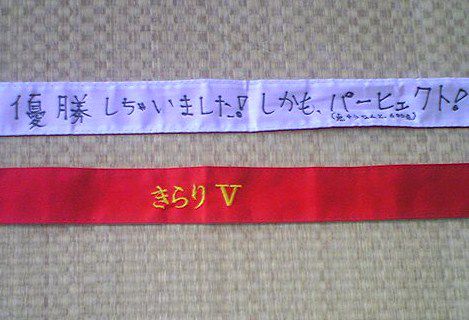 優勝しちゃいました!しかも、パーヒェクト!
きらり V